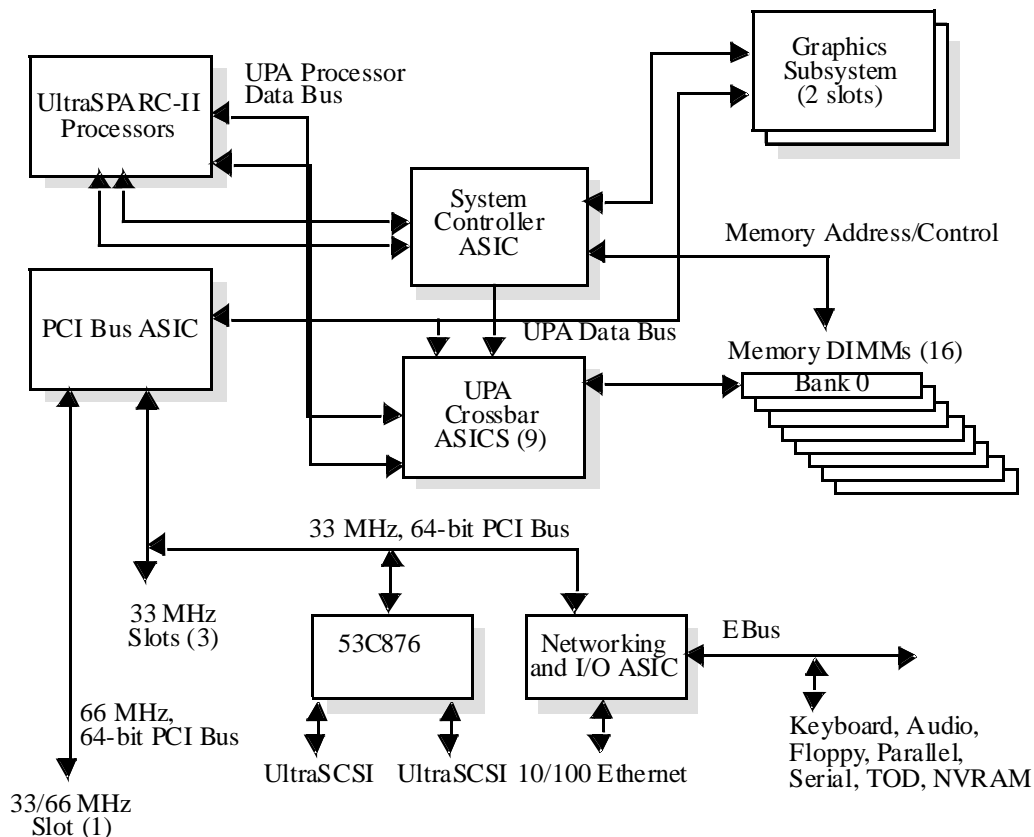 Graphics
Subsystem
(2 slots)
UPA Processor
Data Bus
UltraSPARC-II
Processors
System
Controller
ASIC
Memory Address/Control
PCI Bus ASIC
UPA Data Bus
Memory DIMMs (16)
Bank 0
UPA
Crossbar
ASICS (9)
33 MHz, 64-bit PCI Bus
33 MHz
Slots (3)
53C876
Networking
and I/O ASIC
EBus
66 MHz,
64-bit PCI Bus
UltraSCSI
UltraSCSI
10/100 Ethernet
Keyboard, Audio,
Floppy, Parallel,
Serial, TOD, NVRAM
33/66 MHz
Slot (1)